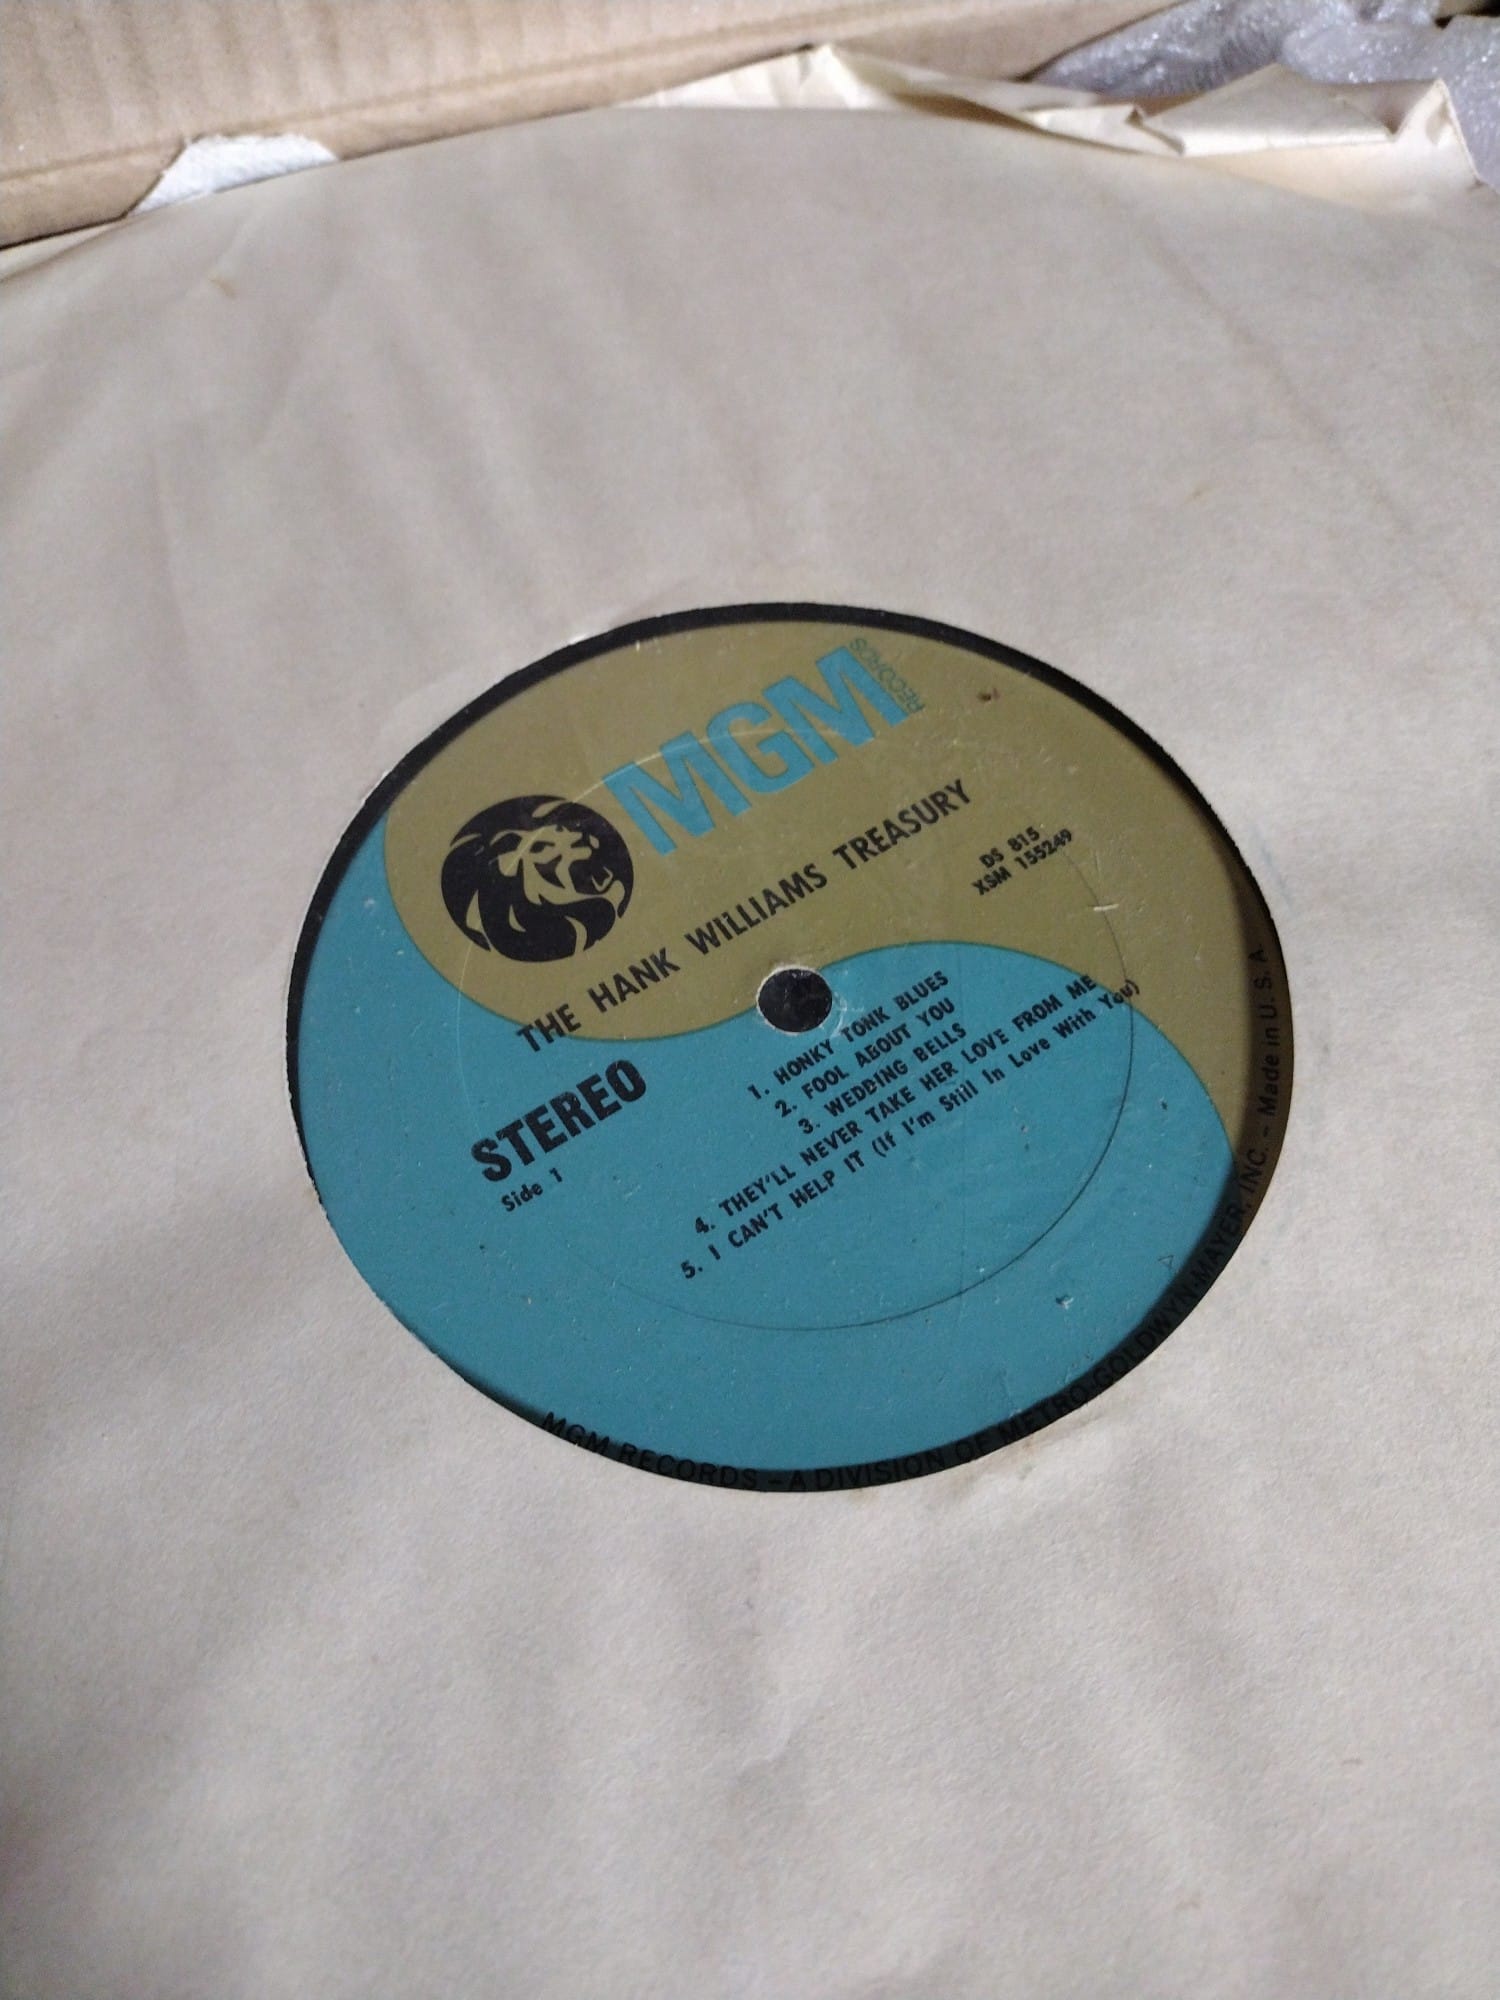 MGM RECORDS
THE HANK WILLIAMS TREASURY
DS 815
XSM 155249
STEREO
Side 1
1. HONKY TONK BLUES
2. FOOL ABOUT YOU
3. WEDDING BELLS
4. THEY'LL NEVER TAKE HER LOVE FROM ME
5. I CAN'T HELP IT (If I'm Still In Love With You)
MGM RECORDS – A DIVISION OF METRO-GOLDWYN-MAYER, INC. – Made in U. S. A